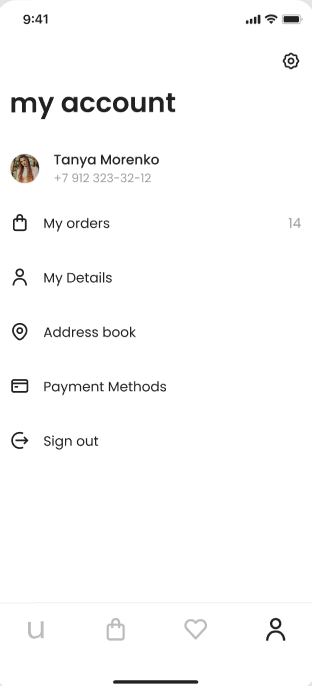 9:41
my account
Tanya Morenko
+7 912 323-32-12
My orders 14
My Details
Address book
Payment Methods
Sign out
u